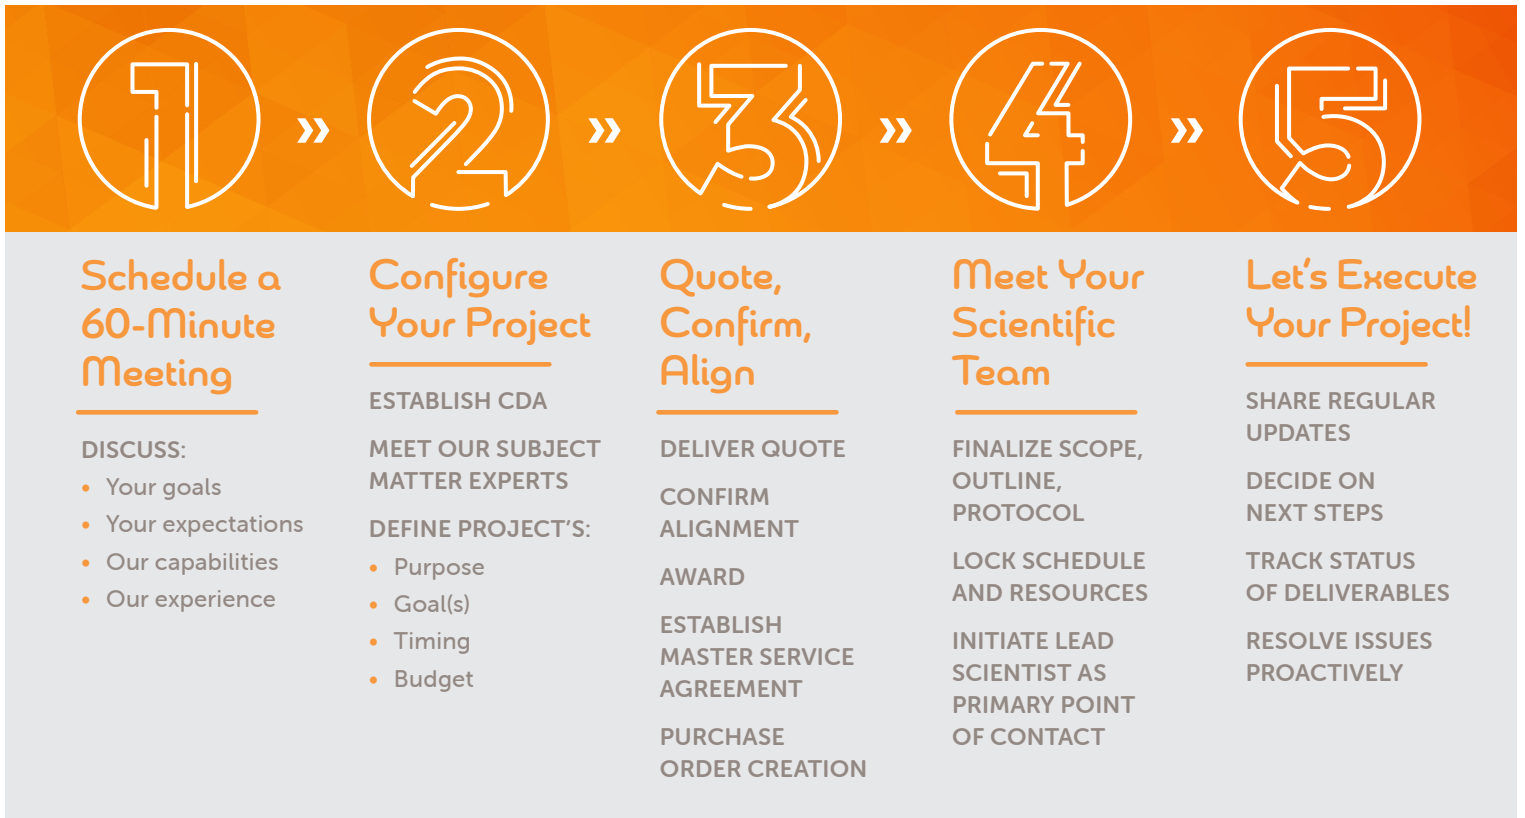 1
»
2
»
3
»
4
»
5
Schedule a
60-Minute
Meeting
DISCUSS:
• Your goals
• Your expectations
• Our capabilities
• Our experience
Configure
Your Project
ESTABLISH CDA
MEET OUR SUBJECT
MATTER EXPERTS
DEFINE PROJECT'S:
• Purpose
• Goal(s)
• Timing
• Budget
Quote,
Confirm,
Align
DELIVER QUOTE
CONFIRM
ALIGNMENT
AWARD
ESTABLISH
MASTER SERVICE
AGREEMENT
PURCHASE
ORDER CREATION
Meet Your
Scientific
Team
FINALIZE SCOPE,
OUTLINE,
PROTOCOL
LOCK SCHEDULE
AND RESOURCES
INITIATE LEAD
SCIENTIST AS
PRIMARY POINT
OF CONTACT
Let's Execute
Your Project!
SHARE REGULAR
UPDATES
DECIDE ON
NEXT STEPS
TRACK STATUS
OF DELIVERABLES
RESOLVE ISSUES
PROACTIVELY